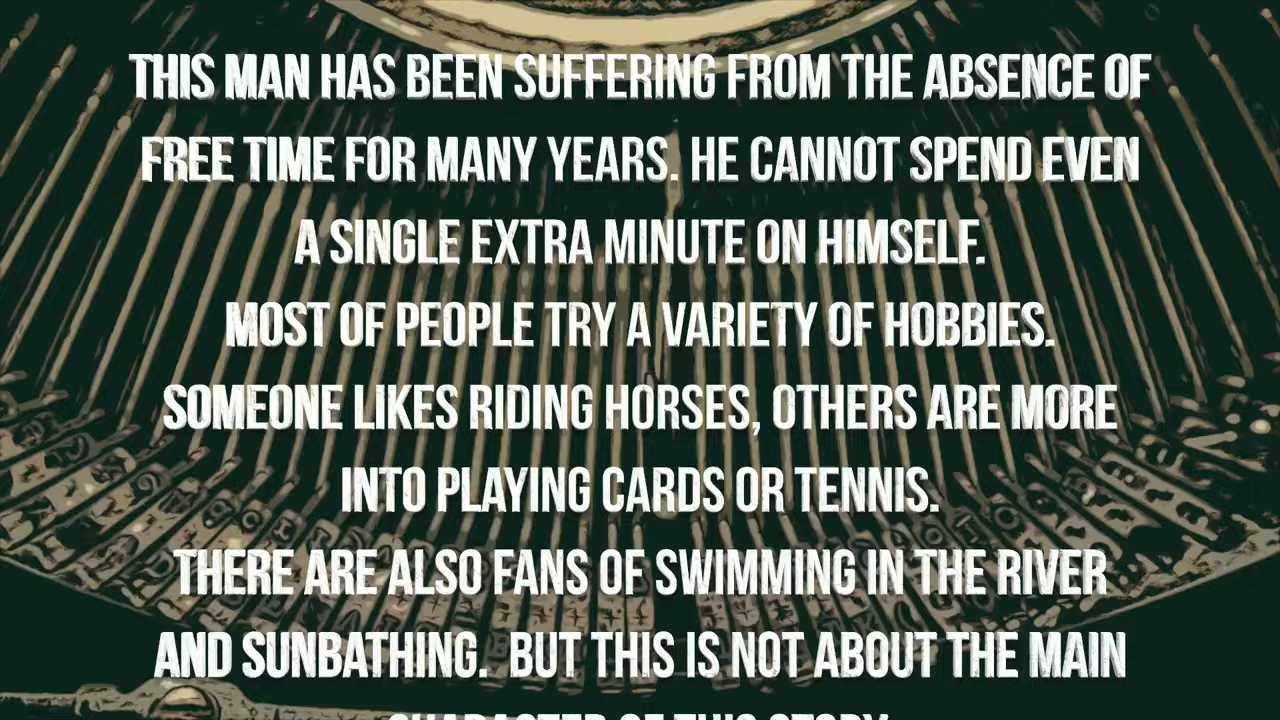 THIS MAN HAS BEEN SUFFERING FROM THE ABSENCE OF
FREE TIME FOR MANY YEARS. HE CANNOT SPEND EVEN
A SINGLE EXTRA MINUTE ON HIMSELF.
MOST OF PEOPLE TRY A VARIETY OF HOBBIES.
SOMEONE LIKES RIDING HORSES, OTHERS ARE MORE
INTO PLAYING CARDS OR TENNIS.
THERE ARE ALSO FANS OF SWIMMING IN THE RIVER
AND SUNBATHING. BUT THIS IS NOT ABOUT THE MAIN
CHARACTER OF THIS STORY